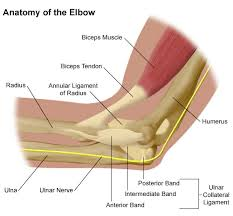 Anatomy of the Elbow
Biceps Muscle
Biceps Tendon
Annular Ligament
of Radius
Radius
Humerus
Ulna
Ulnar Nerve
Posterior Band
Intermediate Band
Anterior Band
Ulnar
Collateral
Ligament